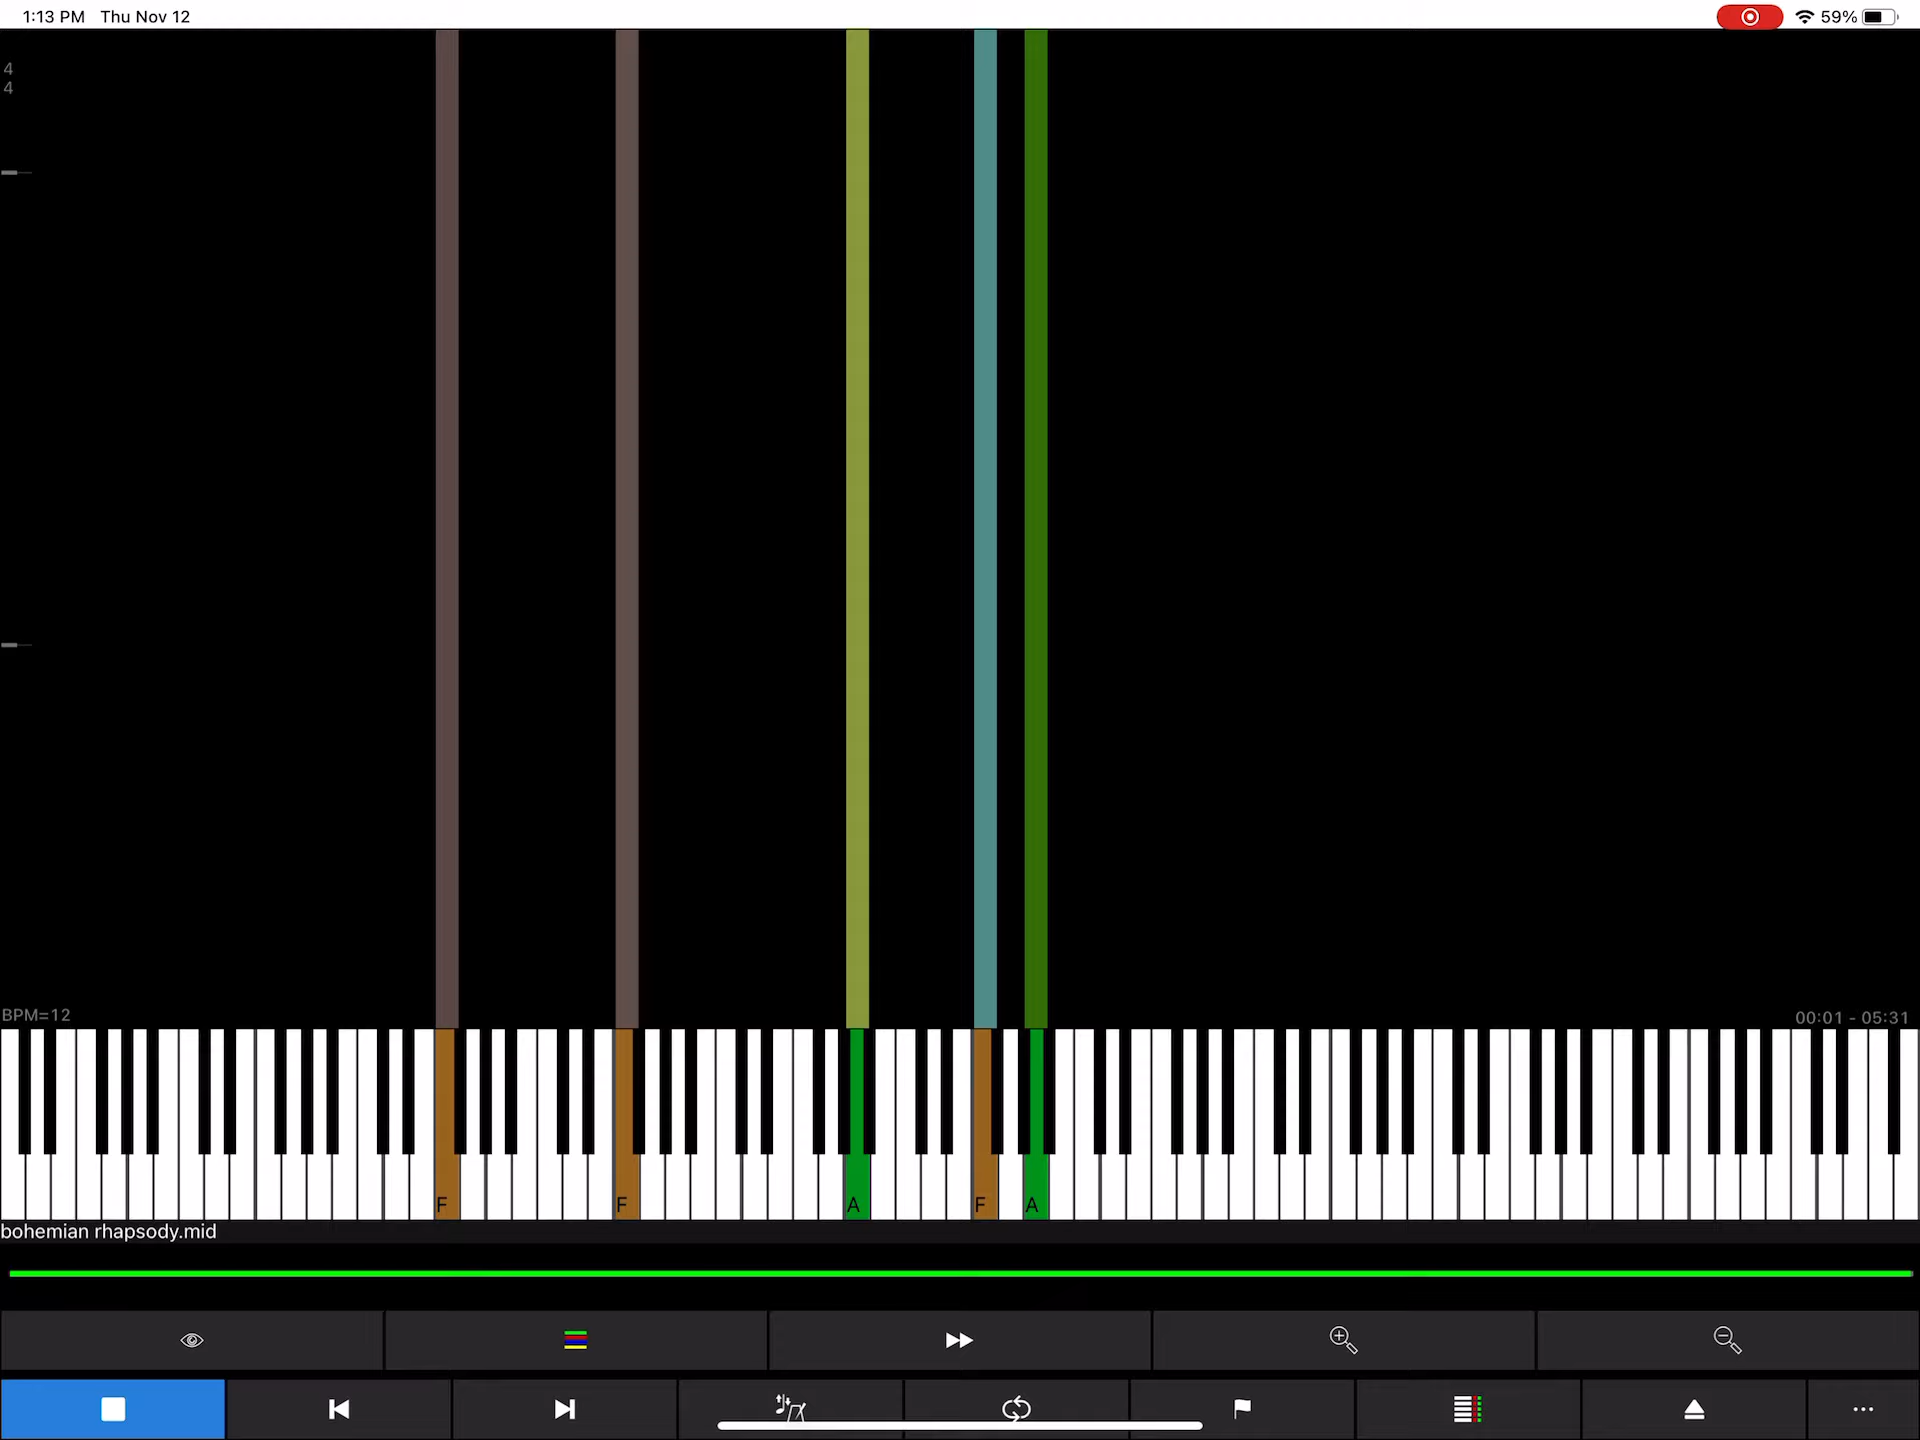 1:13 PM Thu Nov 12 59%
4
4
BPM=12 00:01 - 05:31
F F A F A
bohemian rhapsody.mid